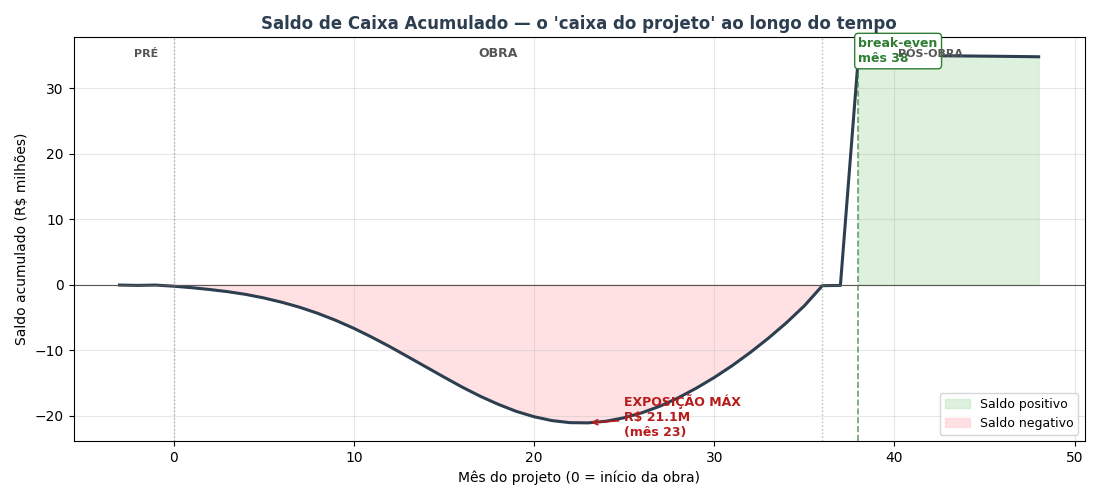 Saldo de Caixa Acumulado — o 'caixa do projeto' ao longo do tempo
PRÉ
OBRA
break-even
mês 38
PÓS-OBRA
Saldo acumulado (R$ milhões)
30
20
10
0
−10
−20
EXPOSIÇÃO MÁX
R$ 21.1M
(mês 23)
Saldo positivo
Saldo negativo
0
10
20
30
40
50
Mês do projeto (0 = início da obra)